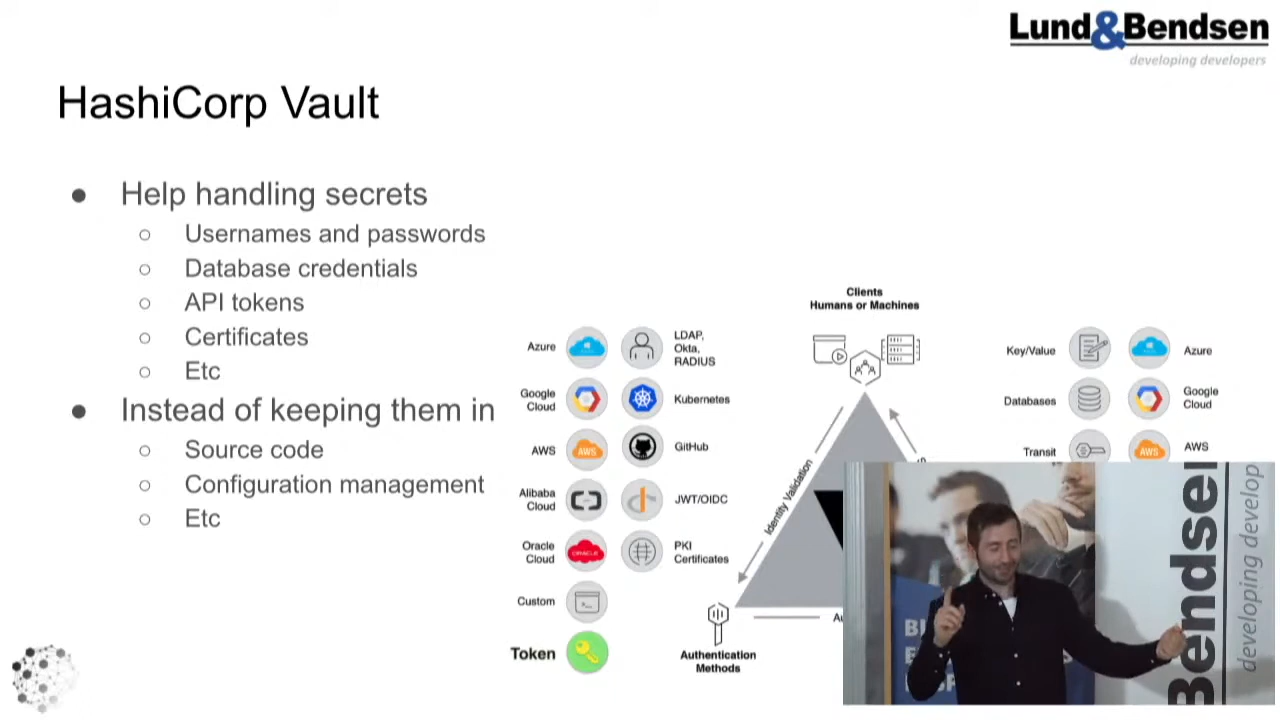 Lund&Bendsen
developing developers
HashiCorp Vault
● Help handling secrets
○ Usernames and passwords
○ Database credentials
○ API tokens
○ Certificates
○ Etc
● Instead of keeping them in
○ Source code
○ Configuration management
○ Etc
Clients
Humans or Machines
Azure
LDAP,
Okta,
RADIUS
Google
Cloud
Kubernetes
AWS
AWS
GitHub
Alibaba
Cloud
JWT/OIDC
Oracle
Cloud
ORACLE
PKI
Certificates
Custom
Token
Identity Validation
Authentication
Methods
Key/Value
Azure
Databases
Google
Cloud
Transit
AWS
AWS
Bendsen
developing develop